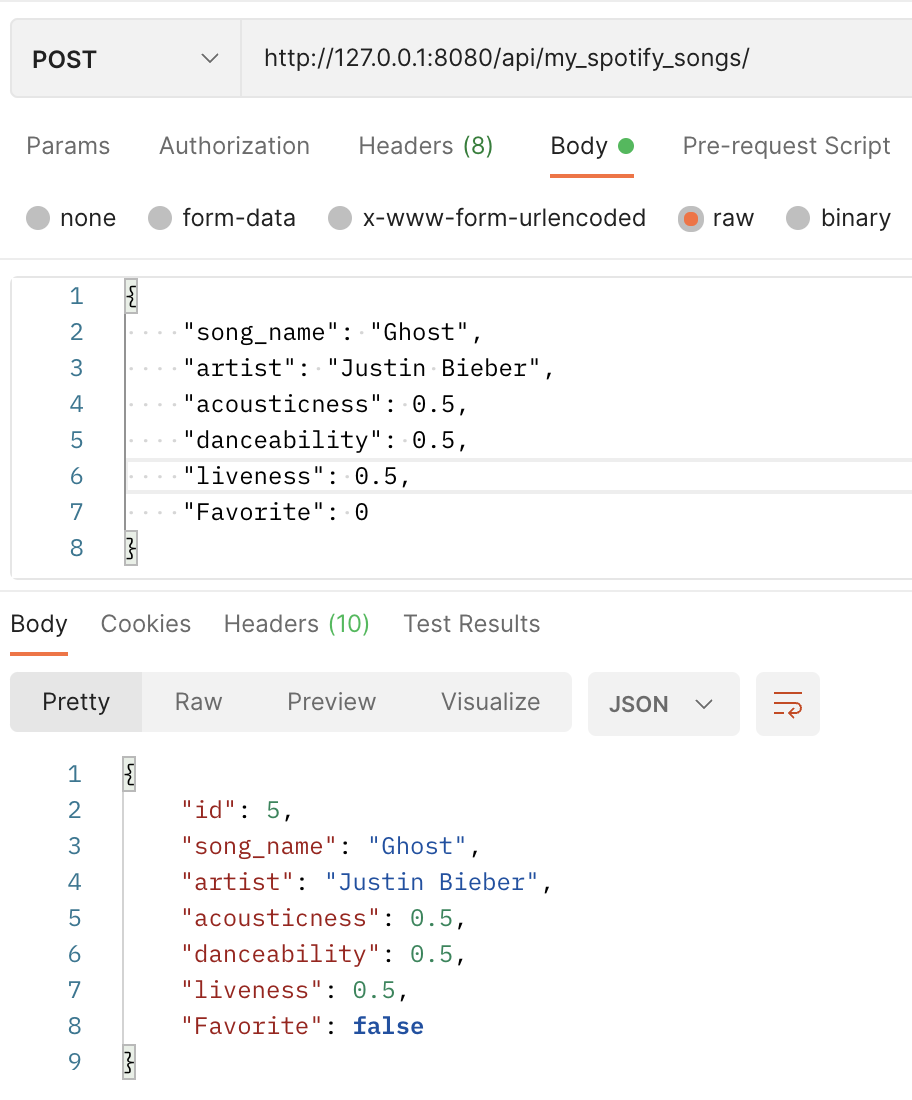 POST http://127.0.0.1:8080/api/my_spotify_songs/
Params Authorization Headers (8) Body Pre-request Script
none form-data x-www-form-urlencoded raw binary
1 {
2 "song_name": "Ghost",
3 "artist": "Justin Bieber",
4 "acousticness": 0.5,
5 "danceability": 0.5,
6 "liveness": 0.5,
7 "Favorite": 0
8 }
Body Cookies Headers (10) Test Results
Pretty Raw Preview Visualize JSON
1 {
2 "id": 5,
3 "song_name": "Ghost",
4 "artist": "Justin Bieber",
5 "acousticness": 0.5,
6 "danceability": 0.5,
7 "liveness": 0.5,
8 "Favorite": false
9 }